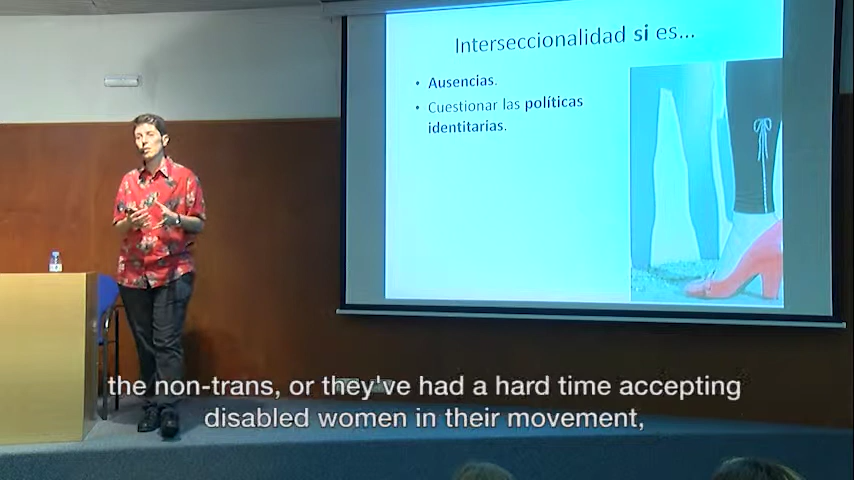 Interseccionalidad si es...
• Ausencias.
• Cuestionar las políticas
identitarias.
the non-trans, or they've had a hard time accepting
disabled women in their movement,